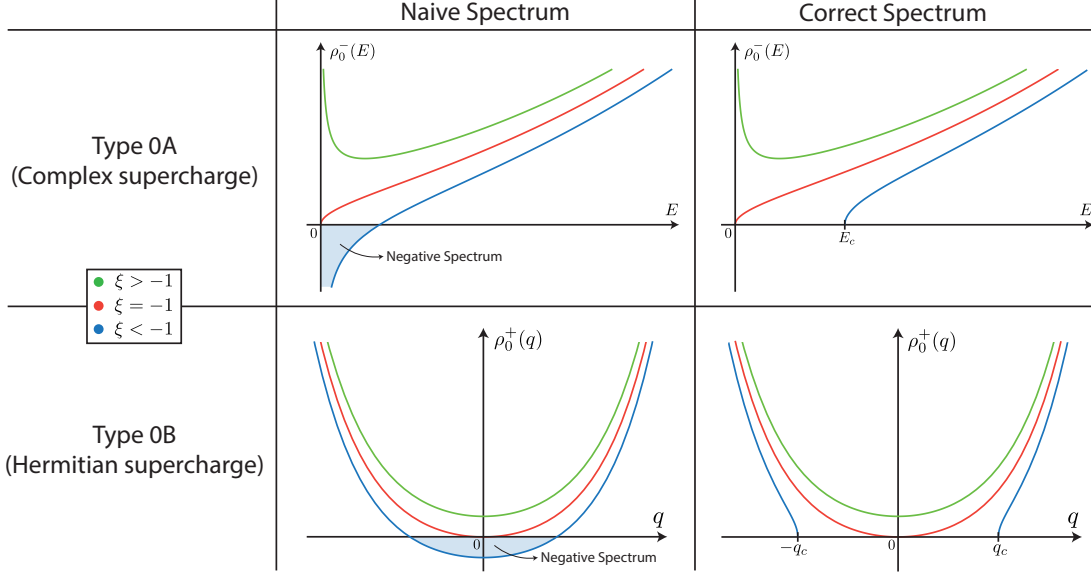 Naive Spectrum
Correct Spectrum
Type 0A
(Complex supercharge)
ρ₀⁻(E)
E
0
Negative Spectrum
ρ₀⁻(E)
E
0
E_c
ξ > −1
ξ = −1
ξ < −1
Type 0B
(Hermitian supercharge)
ρ₀⁺(q)
q
0
Negative Spectrum
ρ₀⁺(q)
q
−q_c
0
q_c